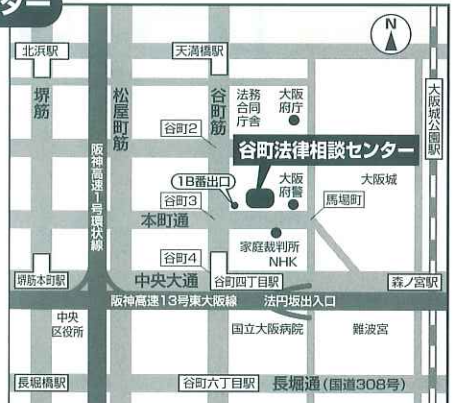 ター
N
北浜駅
天満橋駅
堺筋
松屋町筋
谷町筋
法務
合同
庁舎
大阪
府庁
大阪城公園駅
谷町2
谷町法律相談センター
阪神高速1号環状線
1B番出口
大阪
府警
大阪城
谷町3
馬場町
本町通
家庭裁判所
NHK
谷町4
堺筋本町駅
中央大通
谷町四丁目駅
森ノ宮駅
阪神高速13号東大阪線
法円坂出入口
中央
区役所
国立大阪病院
難波宮
長堀橋駅
谷町六丁目駅
長堀通(国道308号)